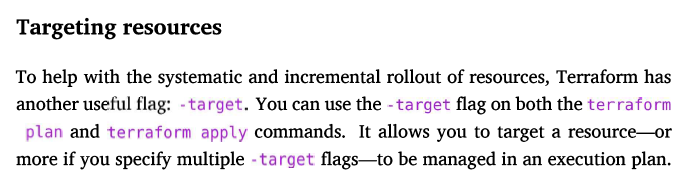 Targeting resources
To help with the systematic and incremental rollout of resources, Terraform has
another useful flag: -target. You can use the -target flag on both the terraform
plan and terraform apply commands. It allows you to target a resource—or
more if you specify multiple -target flags—to be managed in an execution plan.